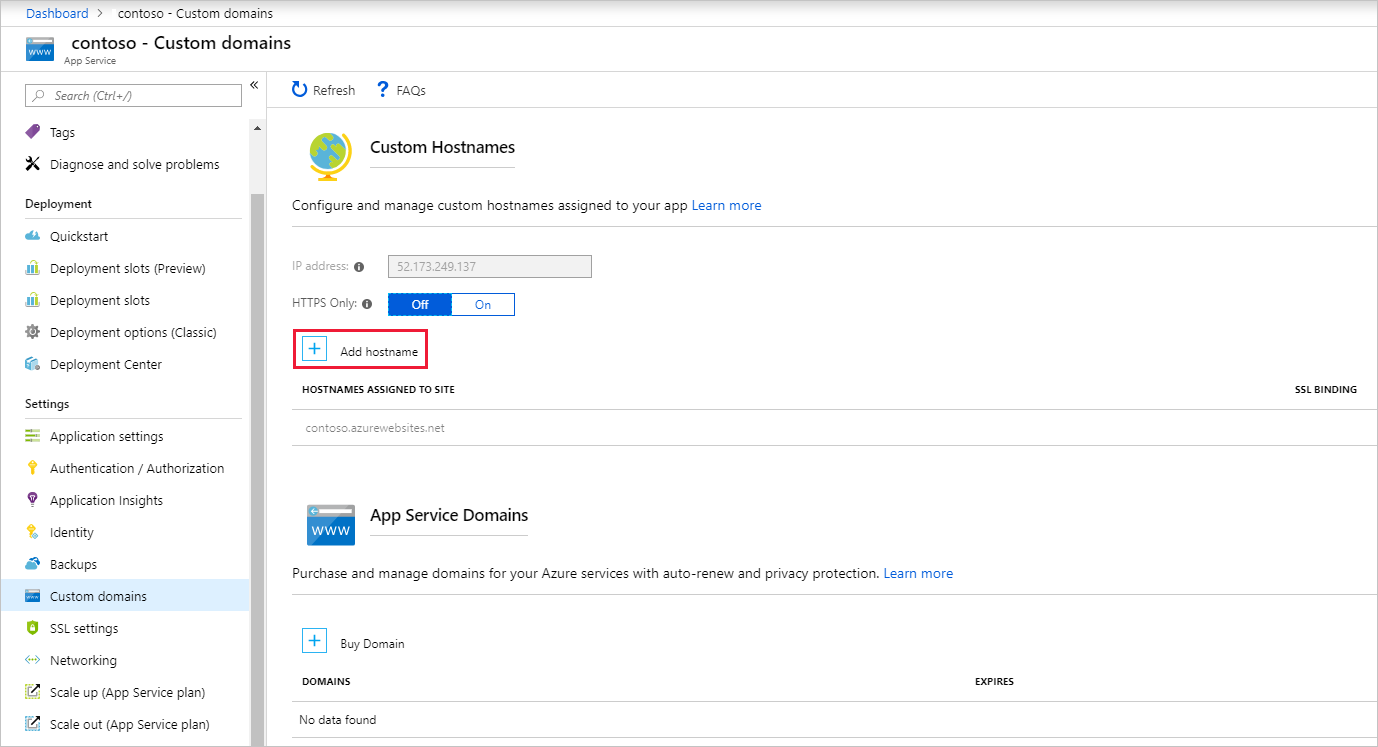 Dashboard > contoso - Custom domains
www
contoso - Custom domains
App Service
Search (Ctrl+/)
«
Tags
Diagnose and solve problems
Deployment
Quickstart
Deployment slots (Preview)
Deployment slots
Deployment options (Classic)
Deployment Center
Settings
Application settings
Authentication / Authorization
Application Insights
Identity
Backups
www
Custom domains
SSL settings
Networking
Scale up (App Service plan)
Scale out (App Service plan)
Refresh
? FAQs
Custom Hostnames
Configure and manage custom hostnames assigned to your app Learn more
IP address: 52.173.249.137
HTTPS Only: Off On
+ Add hostname
HOSTNAMES ASSIGNED TO SITE SSL BINDING
contoso.azurewebsites.net
www
App Service Domains
Purchase and manage domains for your Azure services with auto-renew and privacy protection. Learn more
+ Buy Domain
DOMAINS EXPIRES
No data found